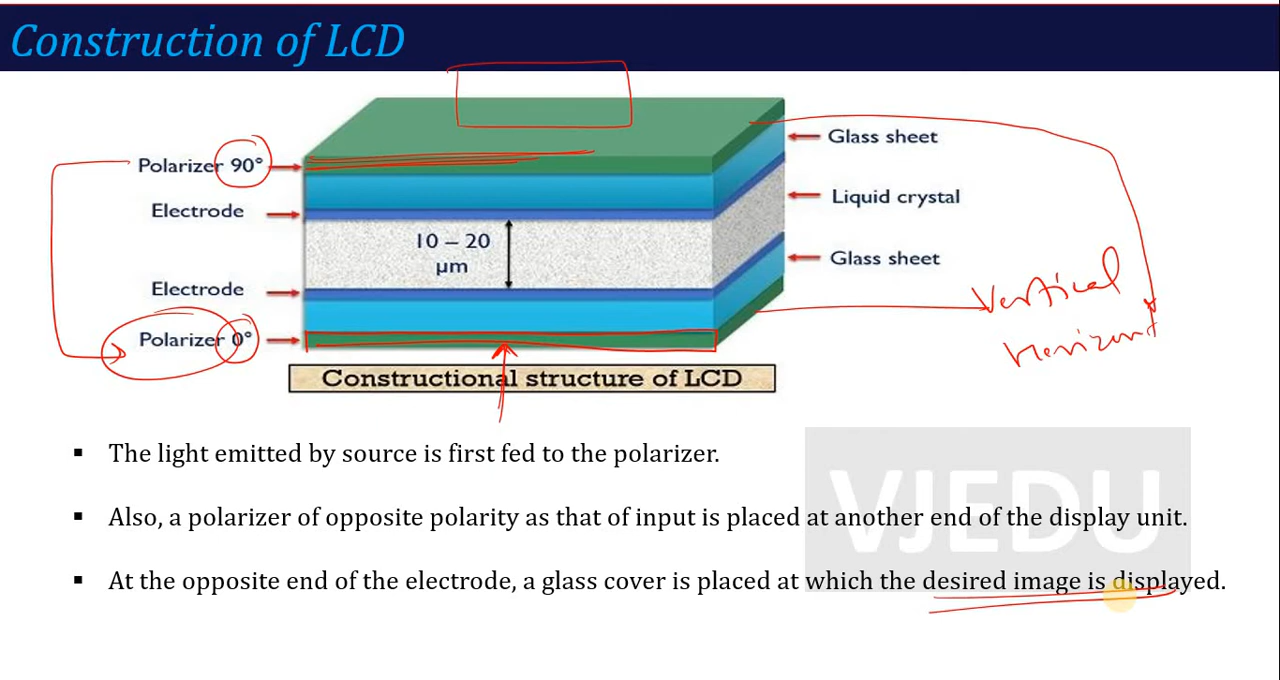 Construction of LCD
Polarizer 90°
Electrode
10 – 20
μm
Electrode
Polarizer 0°
Glass sheet
Liquid crystal
Glass sheet
Vertical
Constructional structure of LCD
▪ The light emitted by source is first fed to the polarizer.
▪ Also, a polarizer of opposite polarity as that of input is placed at another end of the display unit.
▪ At the opposite end of the electrode, a glass cover is placed at which the desired image is displayed.
VJEDU